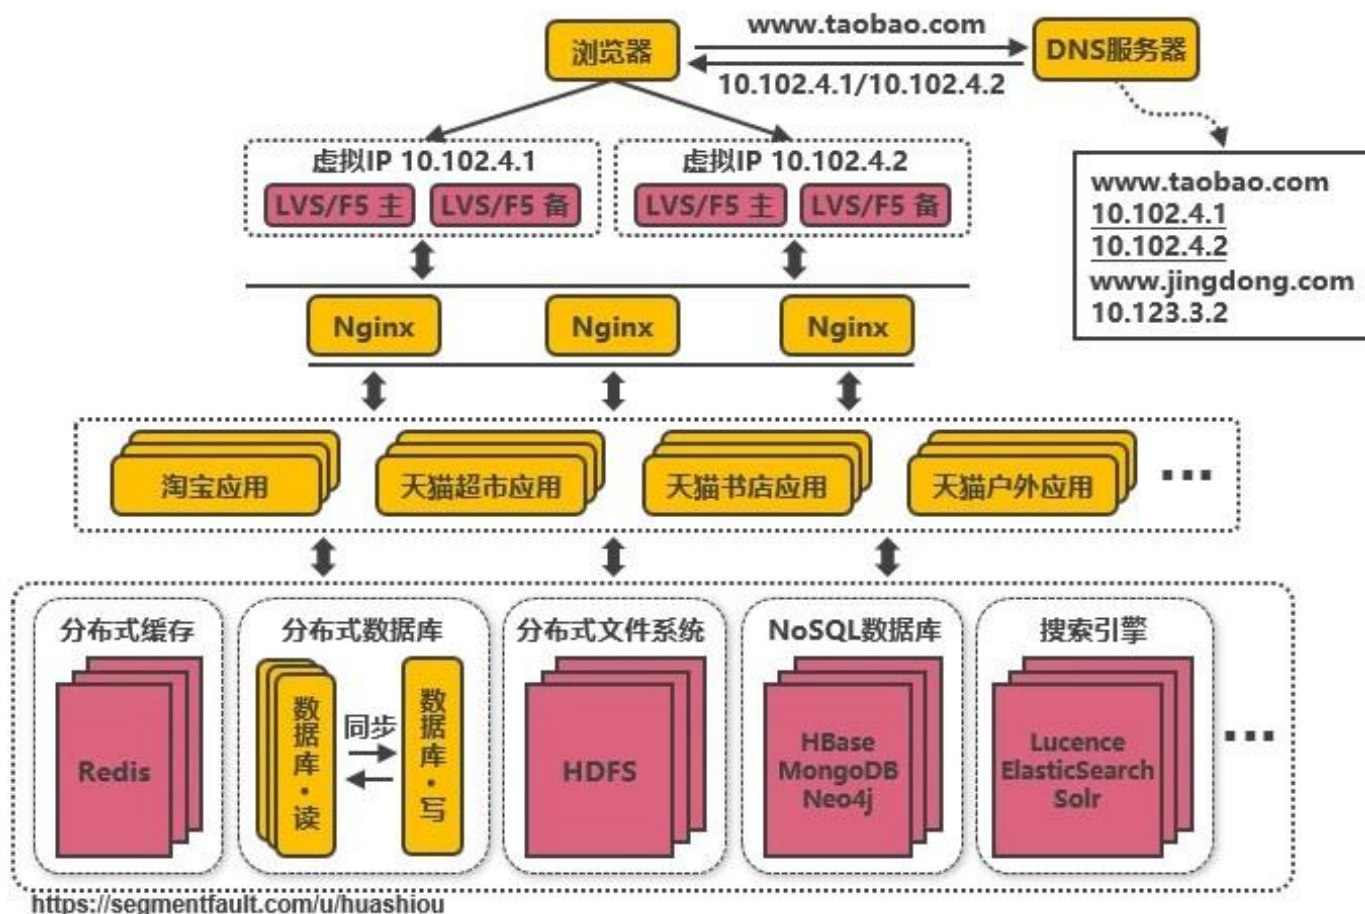 www.taobao.com
浏览器
DNS服务器
10.102.4.1/10.102.4.2
虚拟IP 10.102.4.1
LVS/F5 主
LVS/F5 备
虚拟IP 10.102.4.2
LVS/F5 主
LVS/F5 备
www.taobao.com
10.102.4.1
10.102.4.2
www.jingdong.com
10.123.3.2
Nginx
Nginx
Nginx
淘宝应用
天猫超市应用
天猫书店应用
天猫户外应用
...
分布式缓存
Redis
分布式数据库
数据库·读
同步
数据库·写
分布式文件系统
HDFS
NoSQL数据库
HBase
MongoDB
Neo4j
搜索引擎
Lucence
ElasticSearch
Solr
...
https://segmentfault.com/u/huashiou